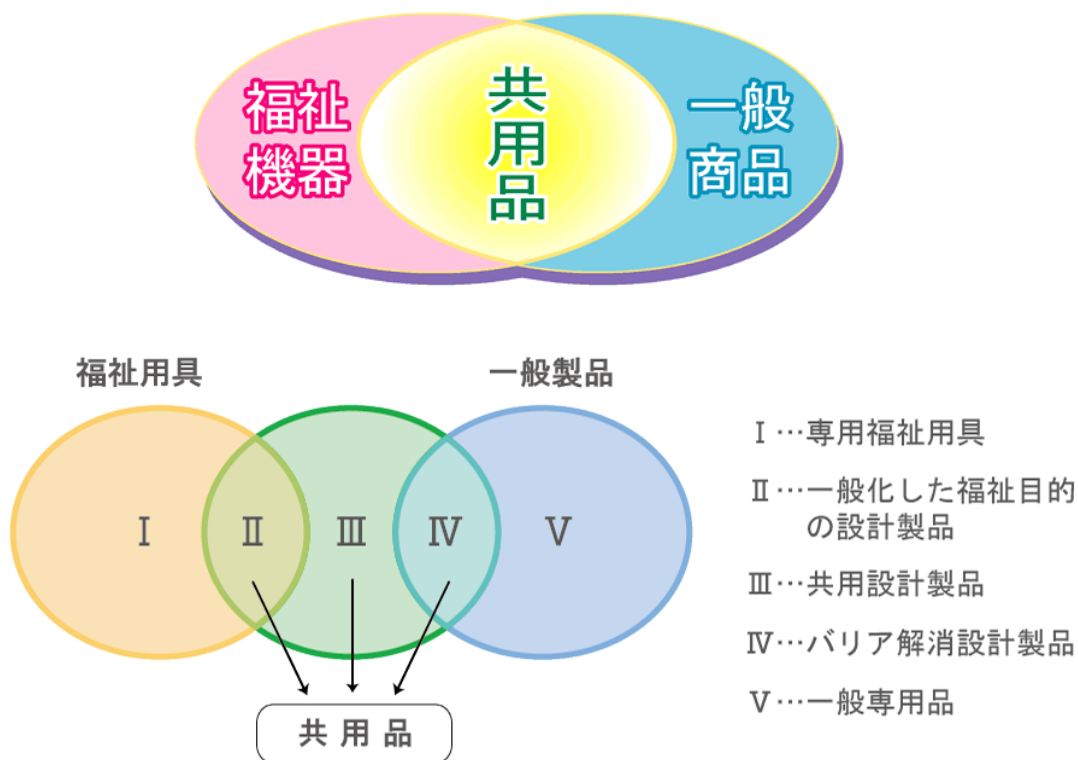 福祉
機器
共用品
一般
商品
福祉用具
一般製品
Ⅰ
Ⅱ
Ⅲ
Ⅳ
Ⅴ
共用品
Ⅰ…専用福祉用具
Ⅱ…一般化した福祉目的
の設計製品
Ⅲ…共用設計製品
Ⅳ…バリア解消設計製品
Ⅴ…一般専用品